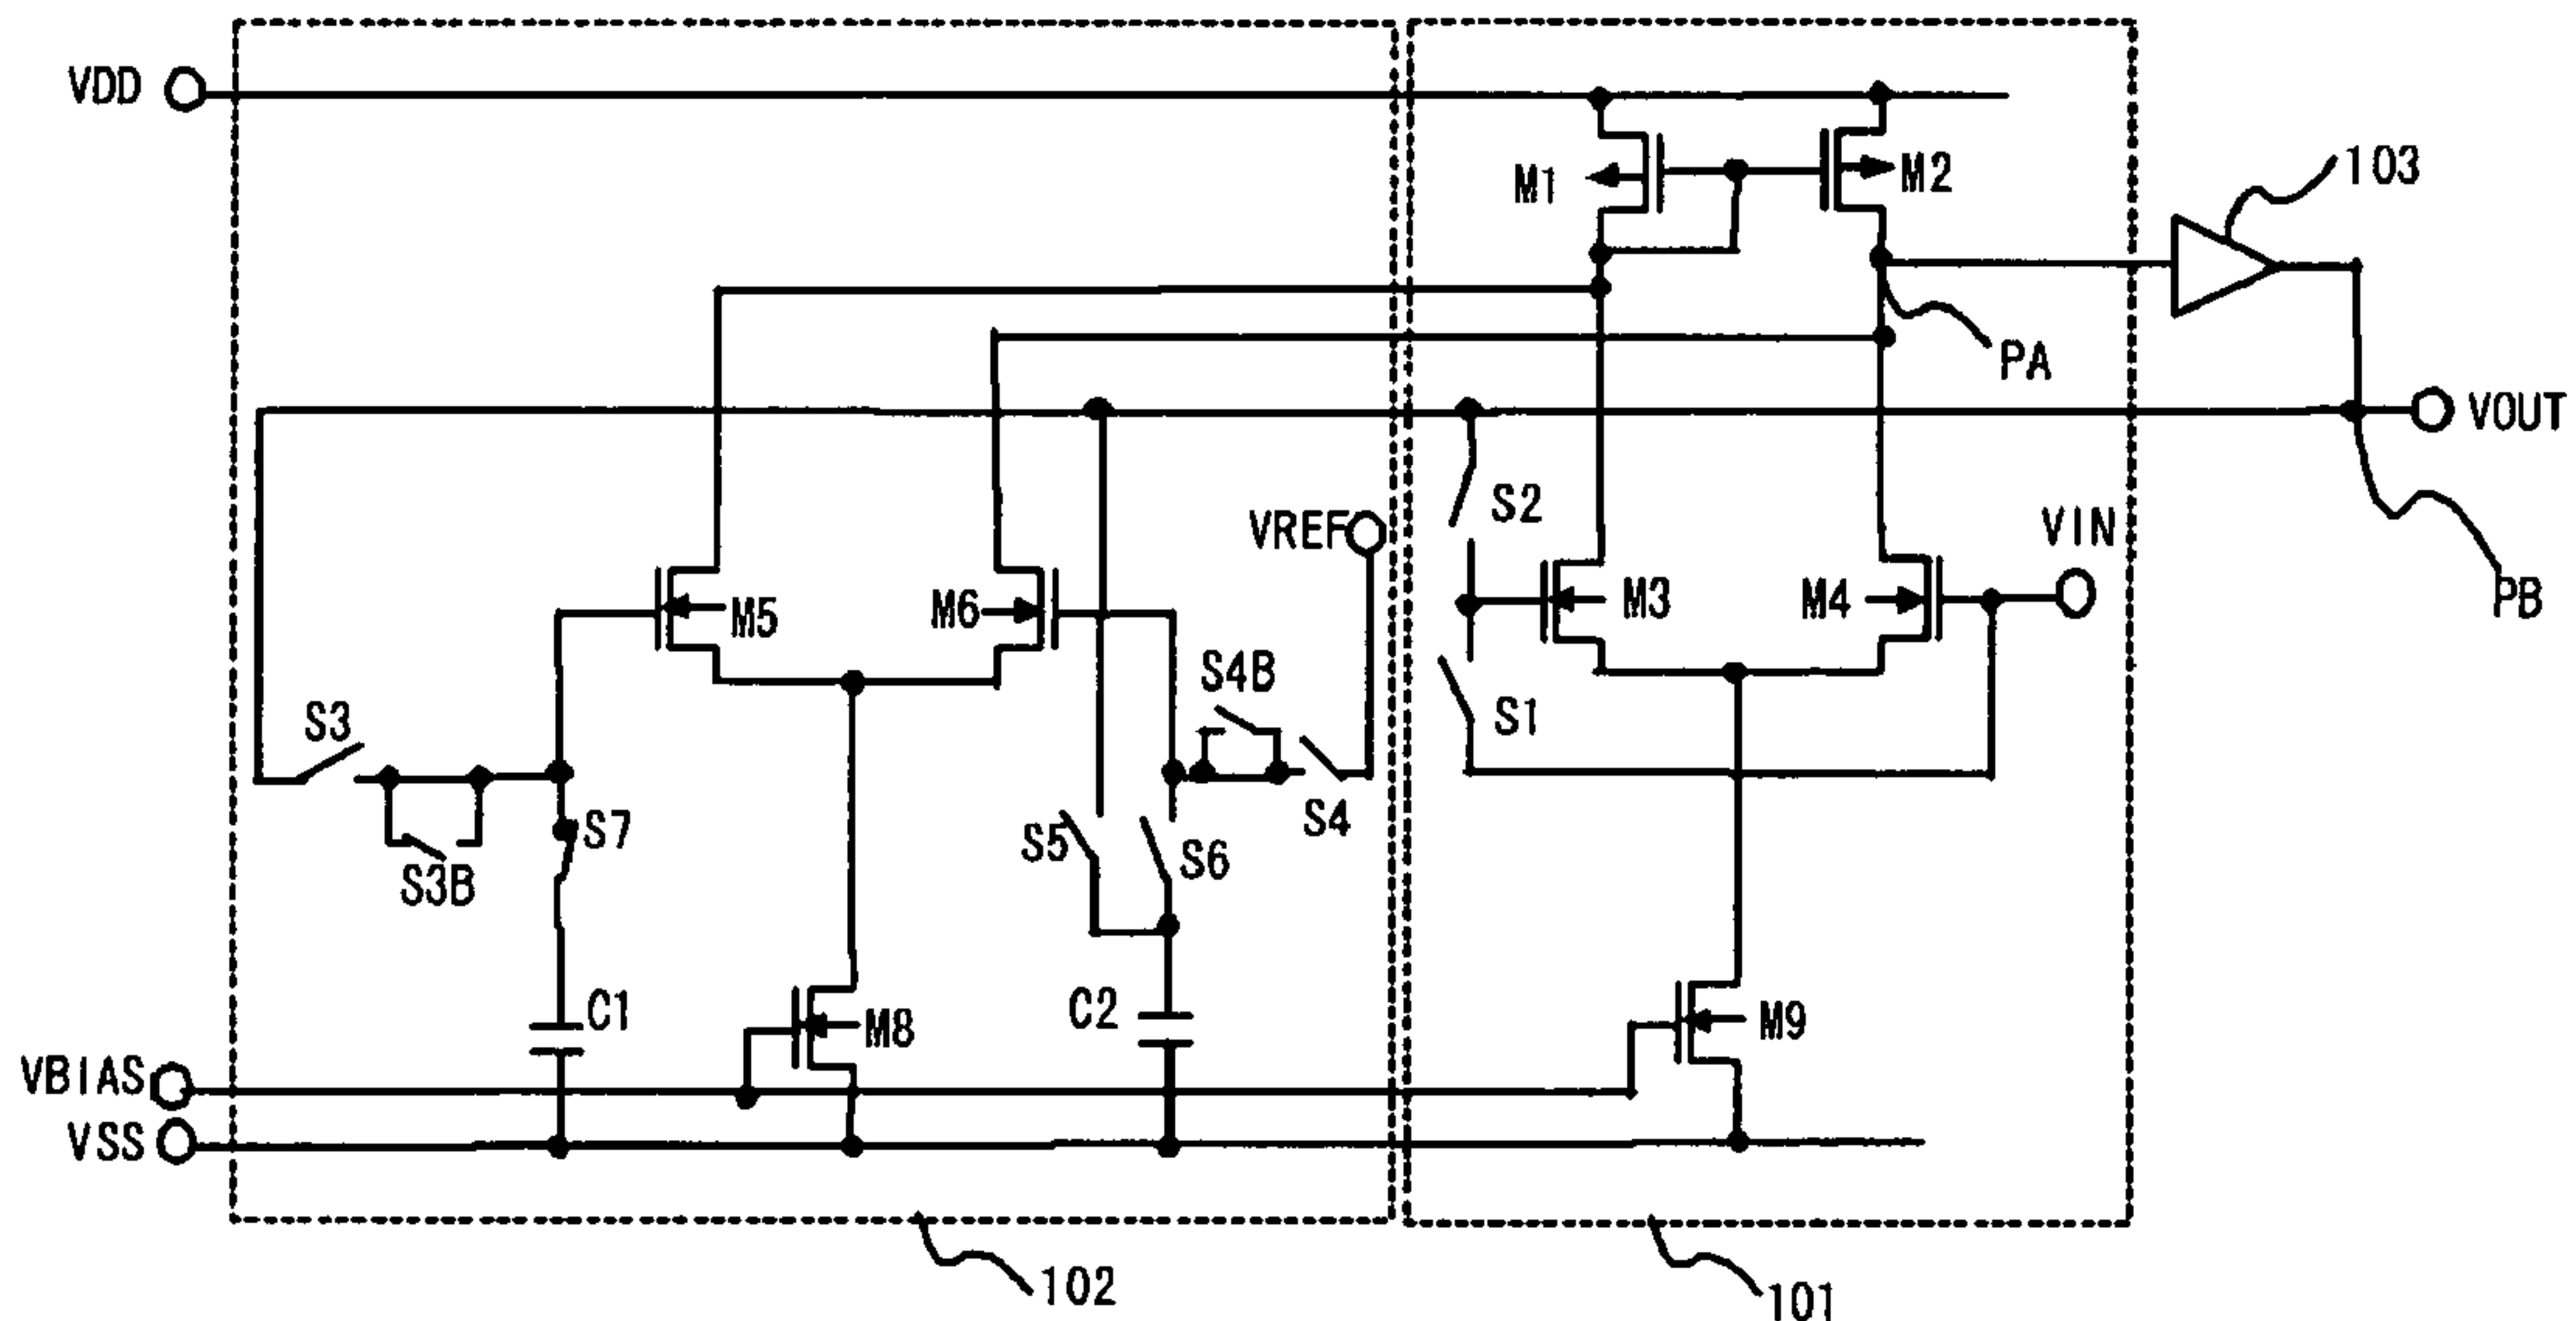 VDD
M1
M2
103
PA
VOUT
S2
VREF
VIN
M5
M6
M3
M4
PB
S4B
S3
S1
S7
S5
S6
S4
S3B
C1
M8
C2
M9
VBIAS
VSS
102
101